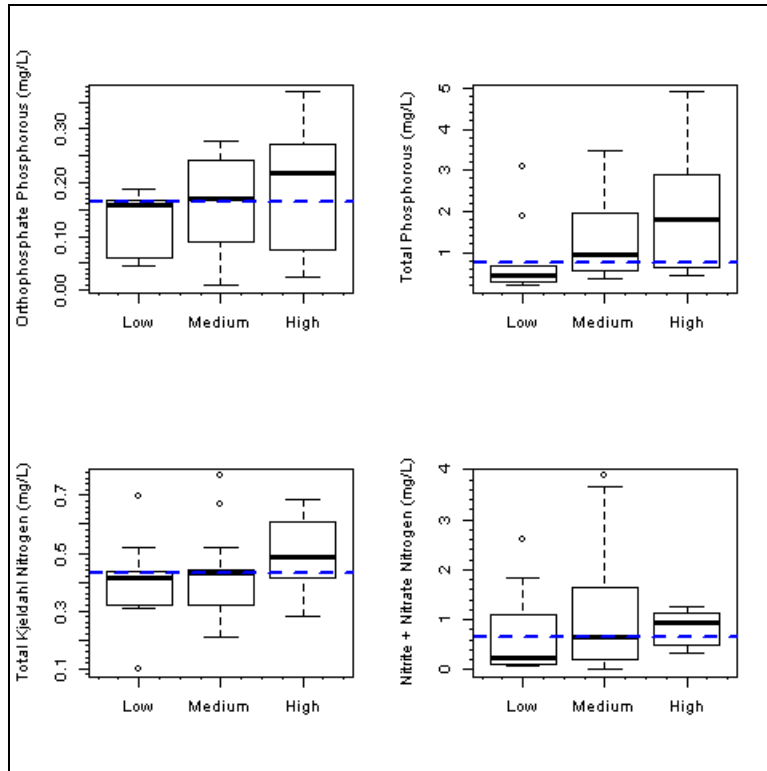 Orthophosphate Phosphorous (mg/L)
0.30
0.20
0.10
0.00
Low Medium High
Total Phosphorous (mg/L)
5
4
3
2
1
Low Medium High
Total Kjeldahl Nitrogen (mg/L)
0.7
0.5
0.3
0.1
Low Medium High
Nitrite + Nitrate Nitrogen (mg/L)
4
3
2
1
0
Low Medium High